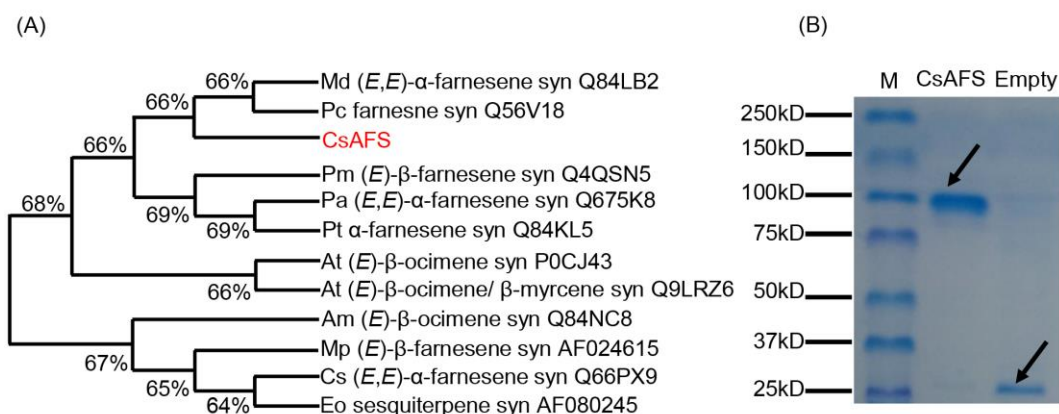 (A)
66%
Md (E,E)-α-farnesene syn Q84LB2
66%
Pc farnesne syn Q56V18
66%
CsAFS
Pm (E)-β-farnesene syn Q4QSN5
69%
Pa (E,E)-α-farnesene syn Q675K8
68%
69%
Pt α-farnesene syn Q84KL5
At (E)-β-ocimene syn P0CJ43
66%
At (E)-β-ocimene/ β-myrcene syn Q9LRZ6
Am (E)-β-ocimene syn Q84NC8
67%
Mp (E)-β-farnesene syn AF024615
65%
Cs (E,E)-α-farnesene syn Q66PX9
64%
Eo sesquiterpene syn AF080245
(B)
M CsAFS Empty
250kD
150kD
100kD
75kD
50kD
37kD
25kD